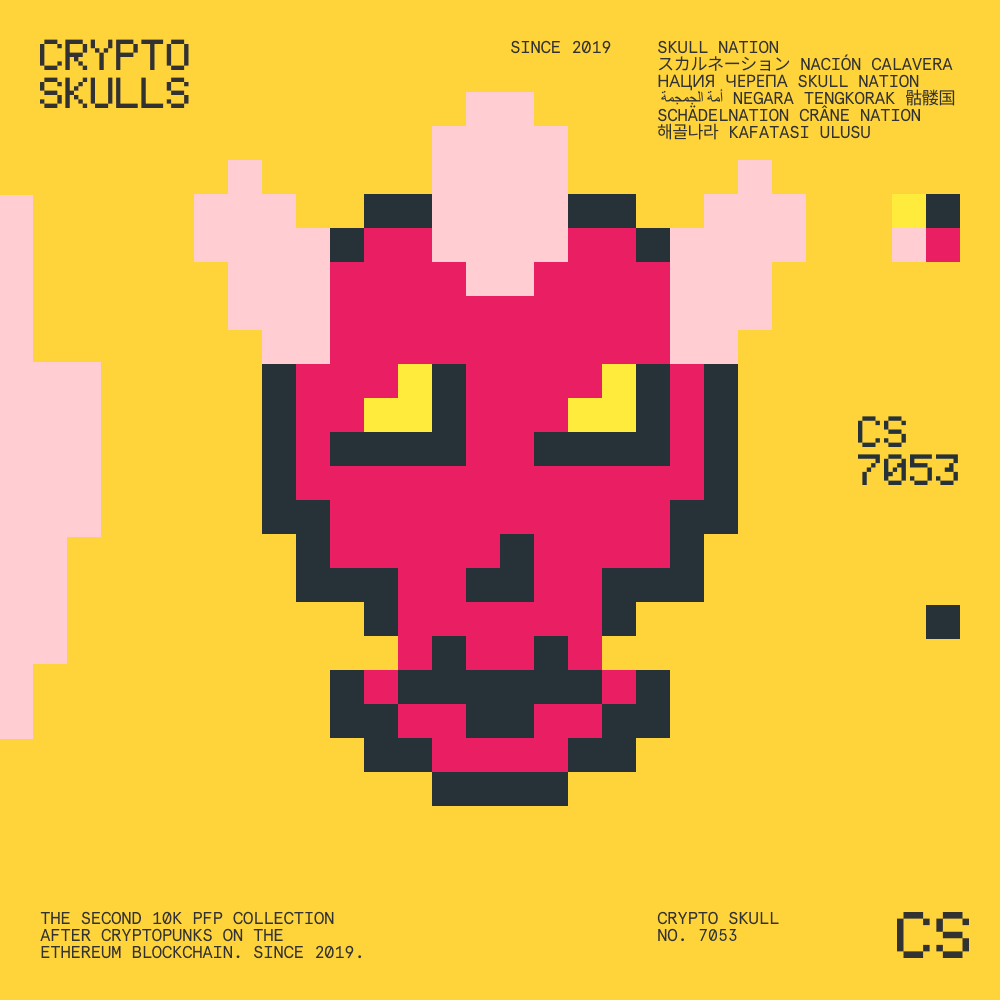 CRYPTO
SKULLS
SINCE 2019
SKULL NATION
スカルネーション NACIÓN CALAVERA
НАЦИЯ ЧЕРЕПА SKULL NATION
أمة الجمجمة NEGARA TENGKORAK 骷髅国
SCHÄDELNATION CRÂNE NATION
해골나라 KAFATASI ULUSU
CS
7053
THE SECOND 10K PFP COLLECTION
AFTER CRYPTOPUNKS ON THE
ETHEREUM BLOCKCHAIN. SINCE 2019.
CRYPTO SKULL
NO. 7053
CS